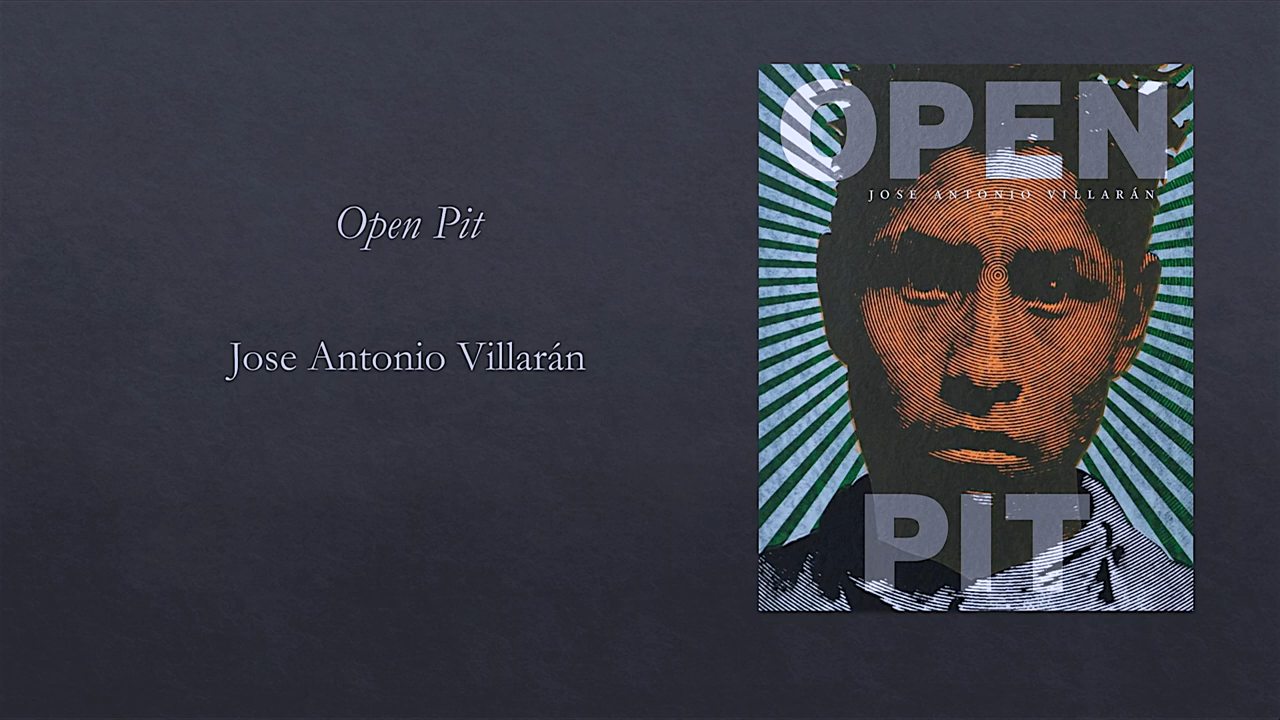 Open Pit
Jose Antonio Villarán
OPEN
JOSE ANTONIO VILLARÁN
PIT